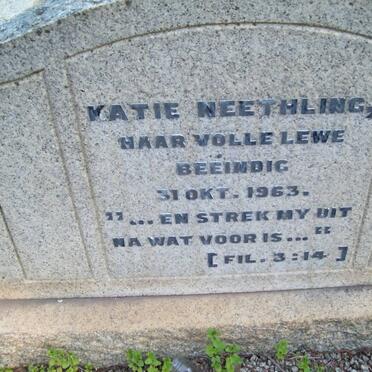 KATIE NEETHLING,
HAAR VOLLE LEWE
BEËINDIG
31 OKT. 1963.
"... EN STREK MY UIT
NA WAT VOOR IS... "
[FIL. 3:14]